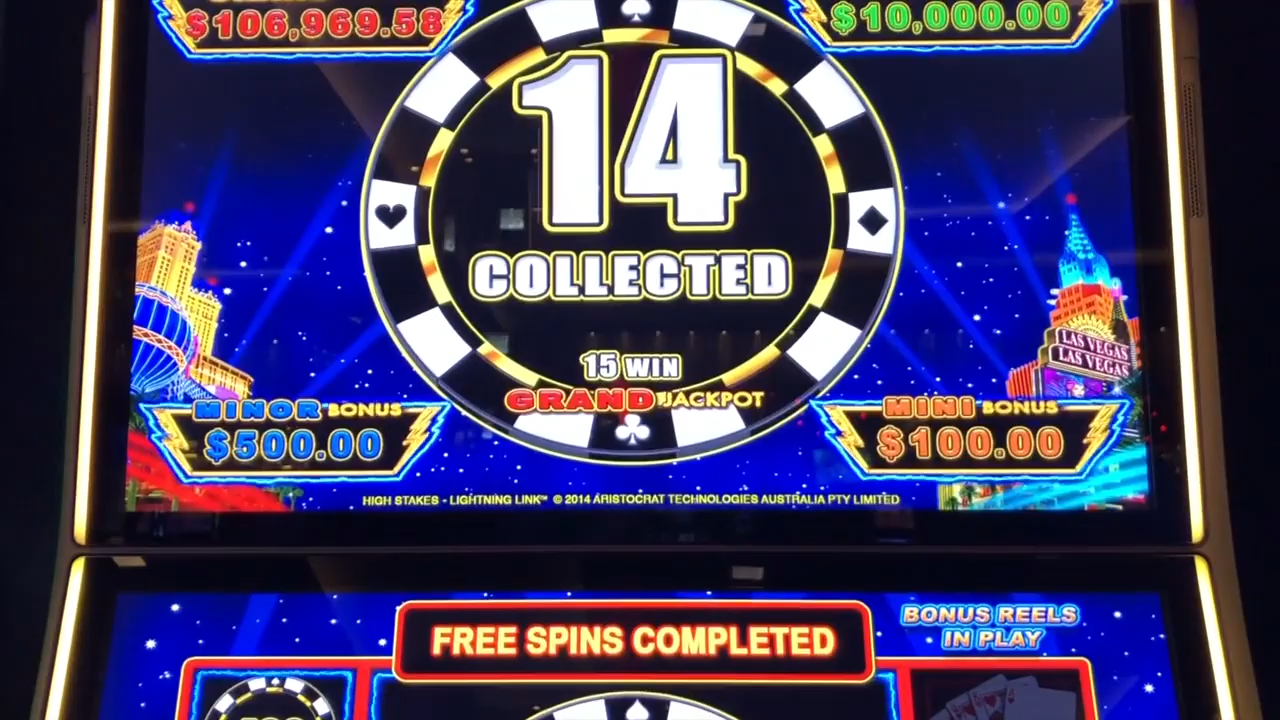 $106,969.58
$10,000.00
14
COLLECTED
15 WIN
GRAND JACKPOT
MINOR BONUS
$500.00
MINI BONUS
$100.00
LAS VEGAS
LAS VEGAS
HIGH STAKES - LIGHTNING LINK™ © 2014 ARISTOCRAT TECHNOLOGIES AUSTRALIA PTY LIMITED
FREE SPINS COMPLETED
BONUS REELS
IN PLAY